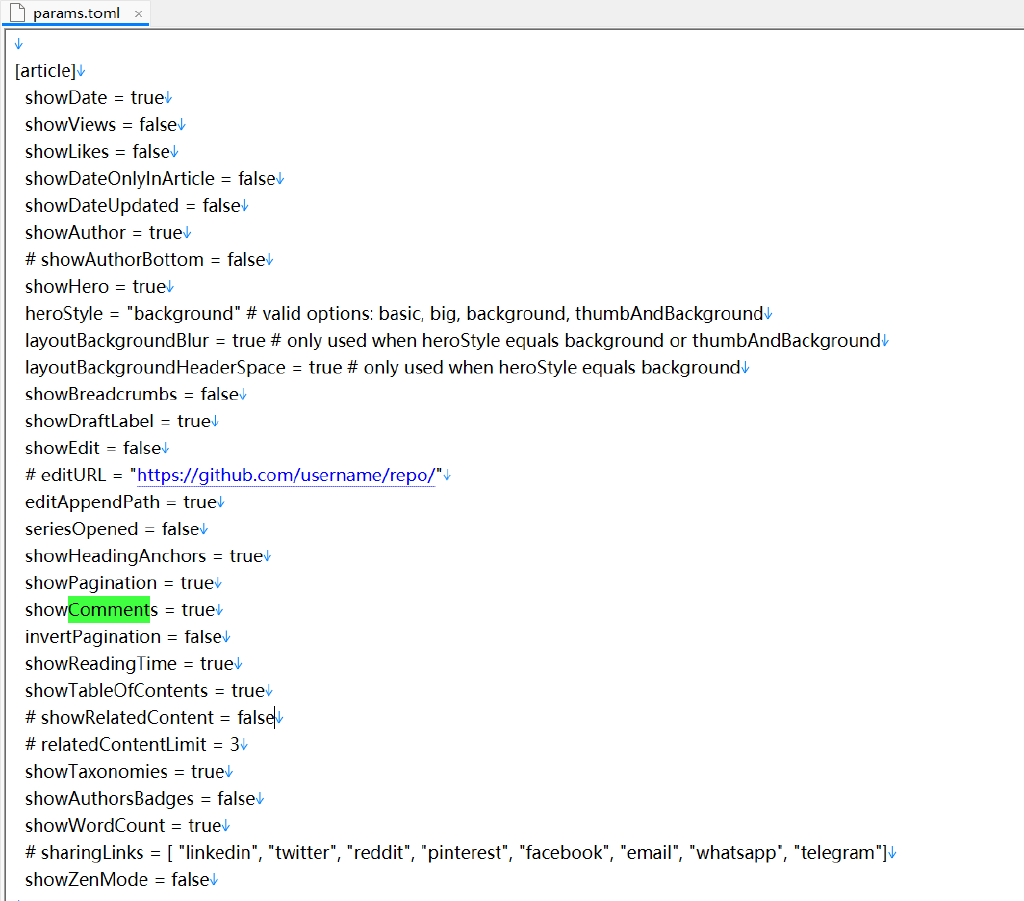 params.toml
[article]
showDate = true
showViews = false
showLikes = false
showDateOnlyInArticle = false
showDateUpdated = false
showAuthor = true
# showAuthorBottom = false
showHero = true
heroStyle = "background" # valid options: basic, big, background, thumbAndBackground
layoutBackgroundBlur = true # only used when heroStyle equals background or thumbAndBackground
layoutBackgroundHeaderSpace = true # only used when heroStyle equals background
showBreadcrumbs = false
showDraftLabel = true
showEdit = false
# editURL = "https://github.com/username/repo/"
editAppendPath = true
seriesOpened = false
showHeadingAnchors = true
showPagination = true
showComments = true
invertPagination = false
showReadingTime = true
showTableOfContents = true
# showRelatedContent = false
# relatedContentLimit = 3
showTaxonomies = true
showAuthorsBadges = false
showWordCount = true
# sharingLinks = [ "linkedin", "twitter", "reddit", "pinterest", "facebook", "email", "whatsapp", "telegram"]
showZenMode = false